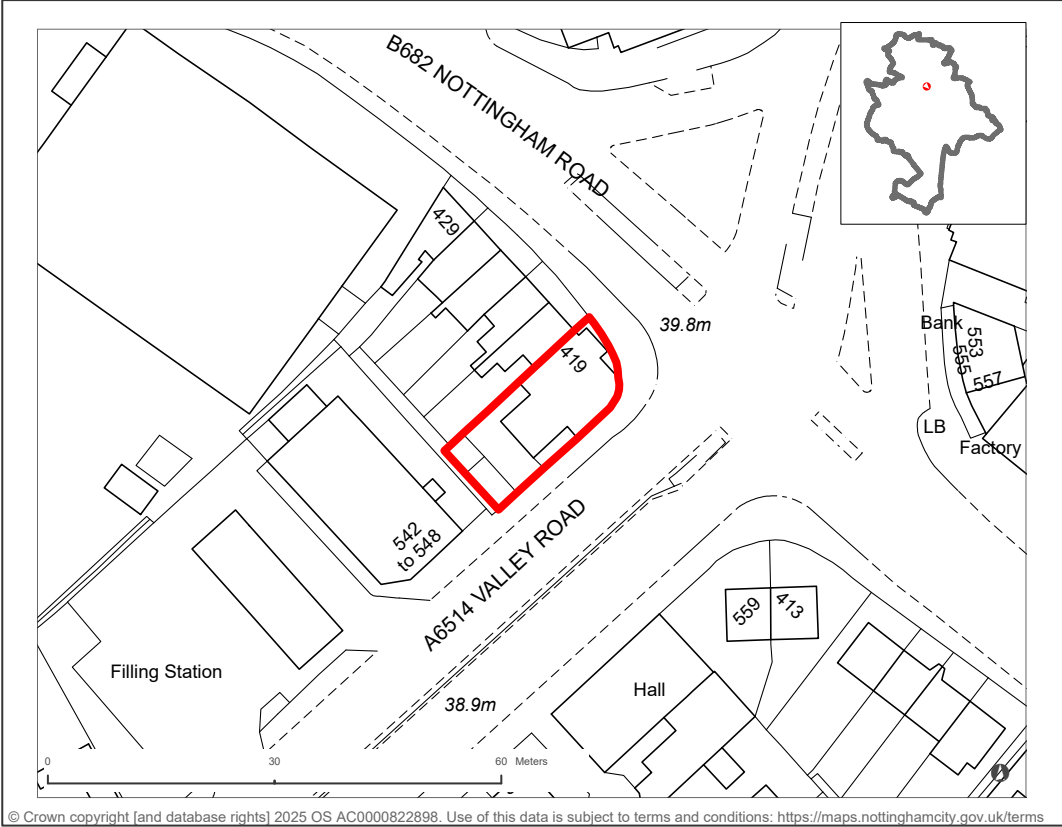 B682 NOTTINGHAM ROAD
429
39.8m
419
Bank
553
555
557
LB
Factory
542
to 548
A6514 VALLEY ROAD
559
413
Filling Station
Hall
38.9m
0
30
60 Meters
© Crown copyright [and database rights] 2025 OS AC0000822898. Use of this data is subject to terms and conditions: https://maps.nottinghamcity.gov.uk/terms